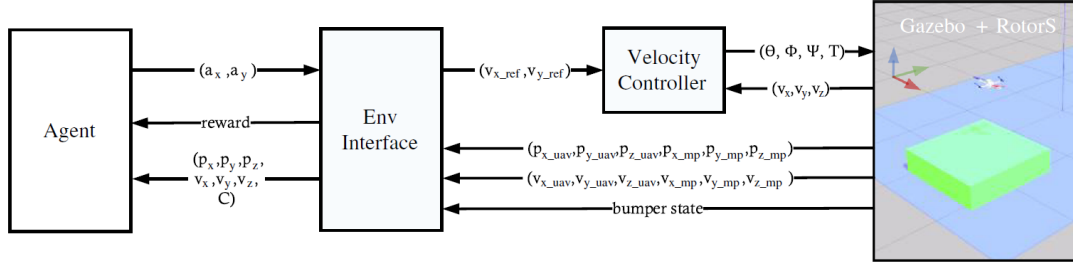 Gazebo + RotorS
Agent
(a_x ,a_y )
reward
(p_x,p_y,p_z,
v_x,v_y,v_z,
C)
Env
Interface
(v_x_ref,v_y_ref)
Velocity
Controller
(Θ, Φ, Ψ, T)
(v_x,v_y,v_z)
(p_x_uav,p_y_uav,p_z_uav,p_x_mp,p_y_mp,p_z_mp)
(v_x_uav,v_y_uav,v_z_uav,v_x_mp,v_y_mp,v_z_mp )
bumper state